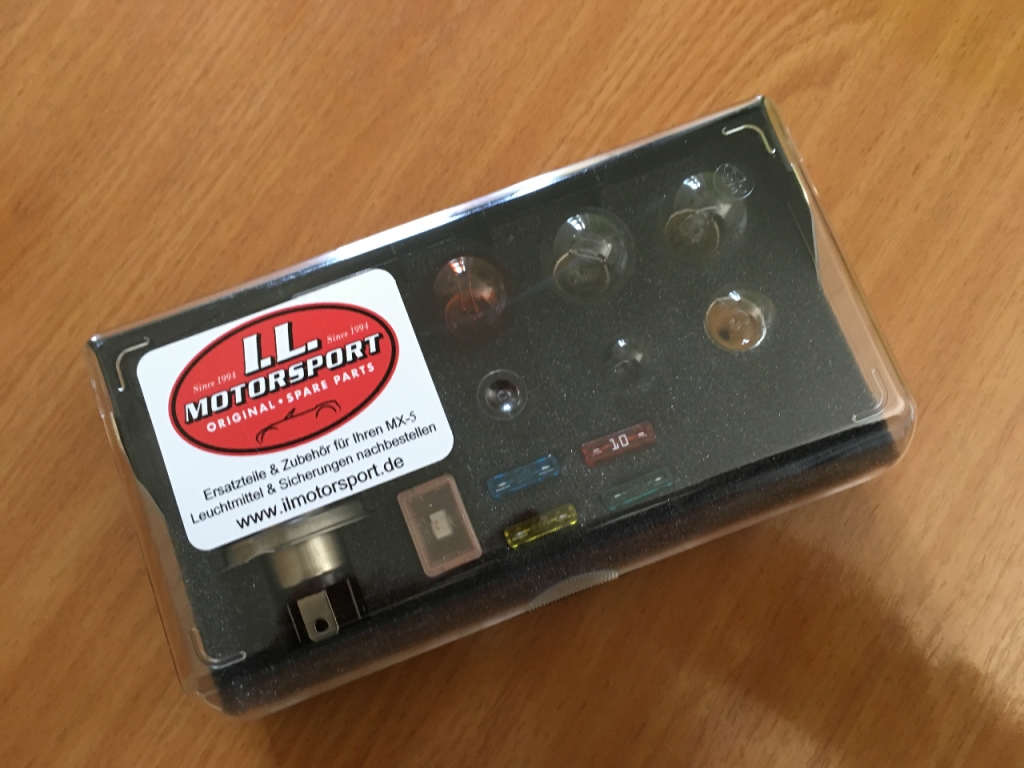 I.L.
Since 1994 Since 1994
MOTORSPORT
ORIGINAL • SPARE PARTS
Ersatzteile & Zubehör für Ihren MX-5
Leuchtmittel & Sicherungen nachbestellen
www.ilmotorsport.de
10